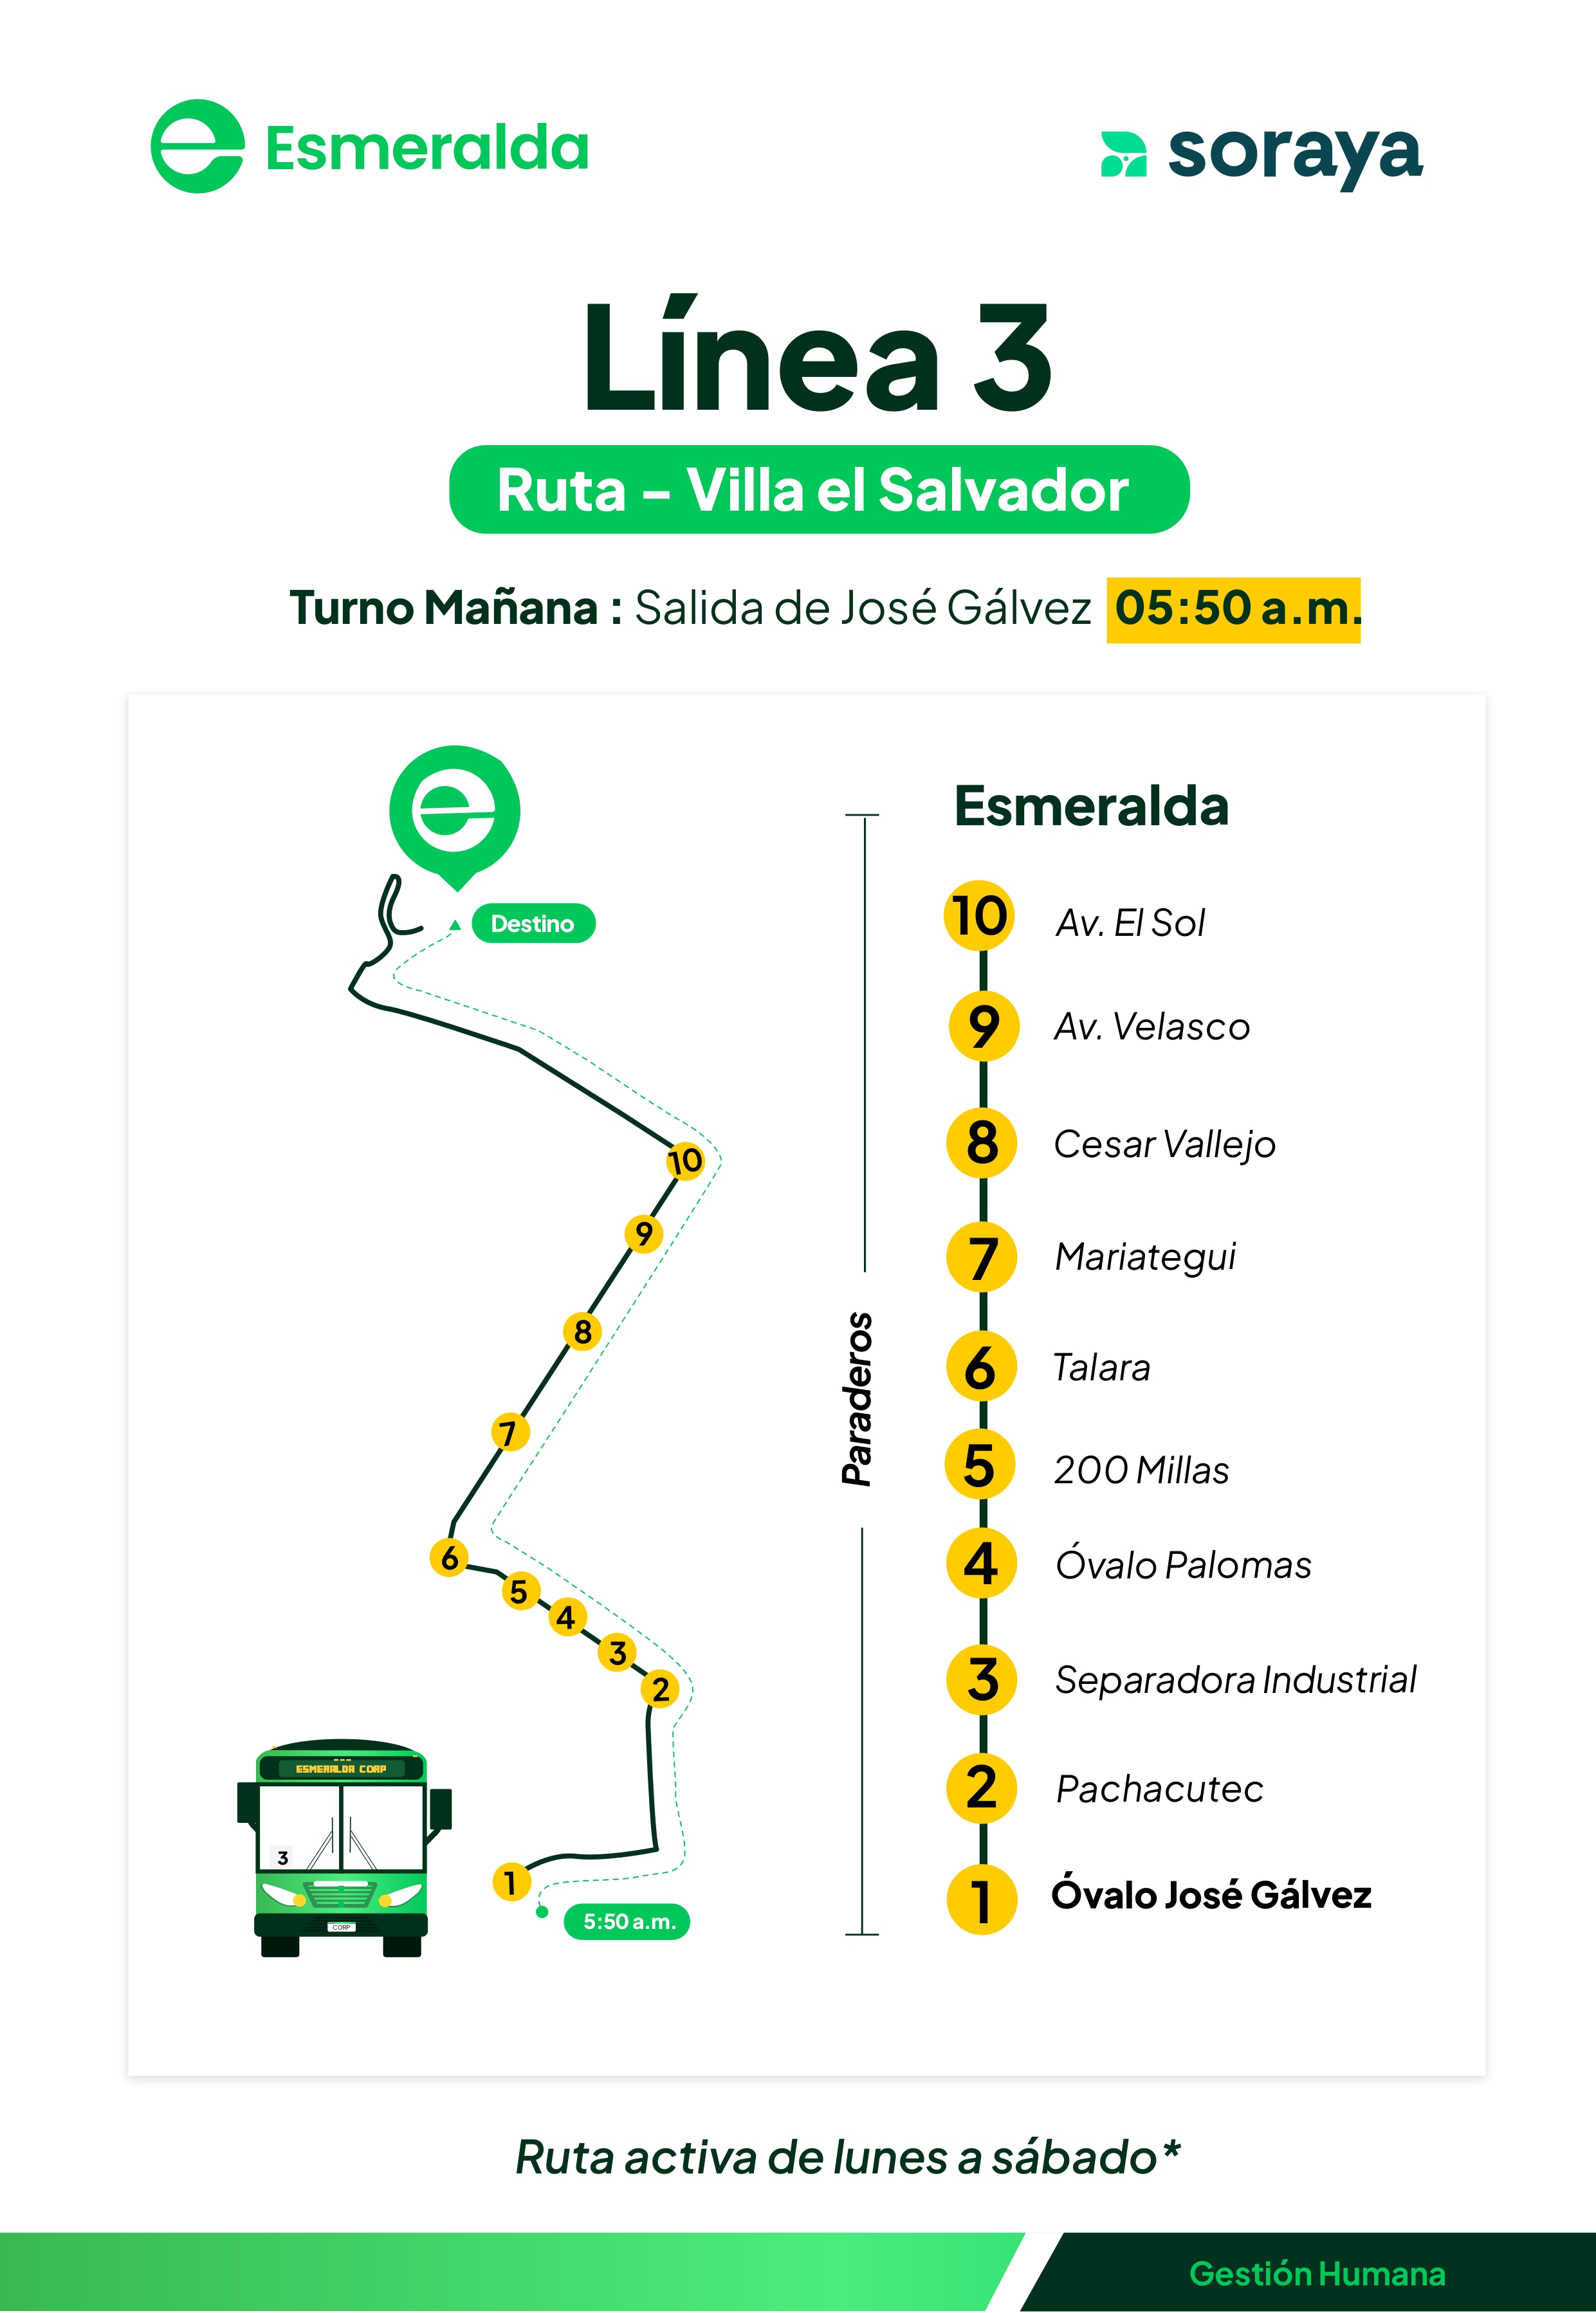 Esmeralda
soraya
Línea 3
Ruta - Villa el Salvador
Turno Mañana : Salida de José Gálvez 05:50 a.m.
Destino
10
9
8
7
6
5
4
3
2
1
5:50 a.m.
ESMERALDA CORP
3
CORP
Paraderos
Esmeralda
10 Av. El Sol
9 Av. Velasco
8 Cesar Vallejo
7 Mariategui
6 Talara
5 200 Millas
4 Óvalo Palomas
3 Separadora Industrial
2 Pachacutec
1 Óvalo José Gálvez
Ruta activa de lunes a sábado*
Gestión Humana